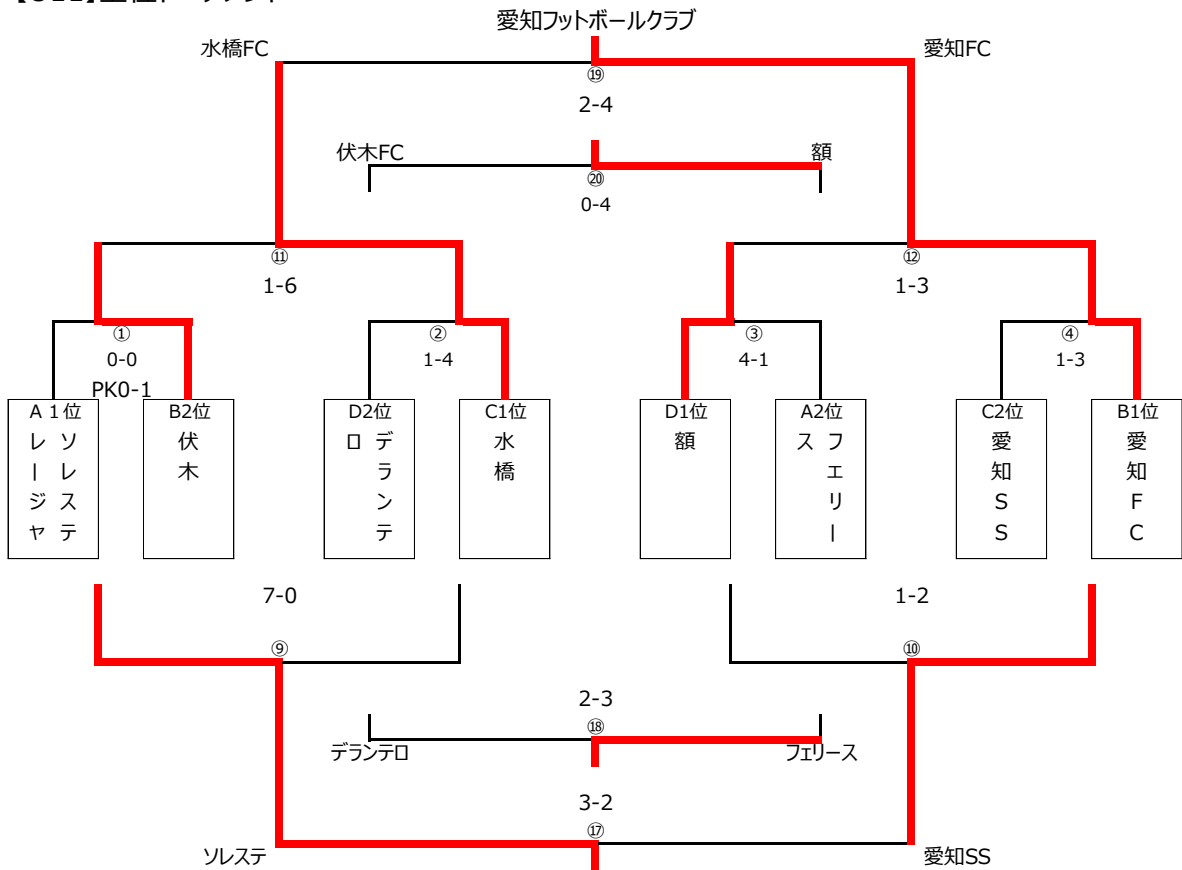 愛知フットボールクラブ
水橋FC
愛知FC
⑲
2-4
伏木FC
額
⑳
0-4
⑪
1-6
⑫
1-3
①
0-0
PK0-1
②
1-4
③
4-1
④
1-3
A１位
ソレステ
レージャ
B2位
伏木
D2位
デランテ
ロ
C1位
水橋
D1位
額
A2位
フェリー
ス
C2位
愛知SS
B1位
愛知FC
7-0
⑨
1-2
⑩
2-3
⑱
デランテロ
フェリース
3-2
⑰
ソレステ
愛知SS